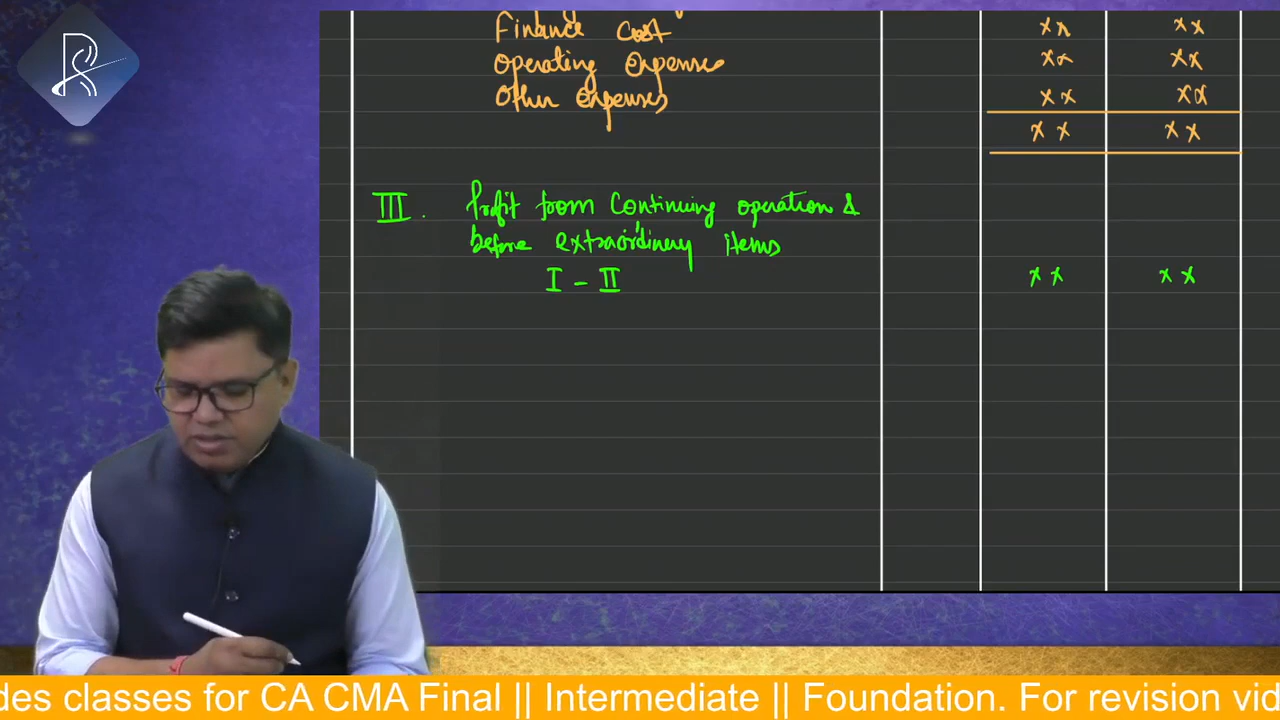 Finance Cost xx xx
Operating Expenses xx xx
Other Expenses xx xx
xx xx
III. Profit from Continuing operation &
before extraordinary items
I - II xx xx
des classes for CA CMA Final || Intermediate || Foundation. For revision vid